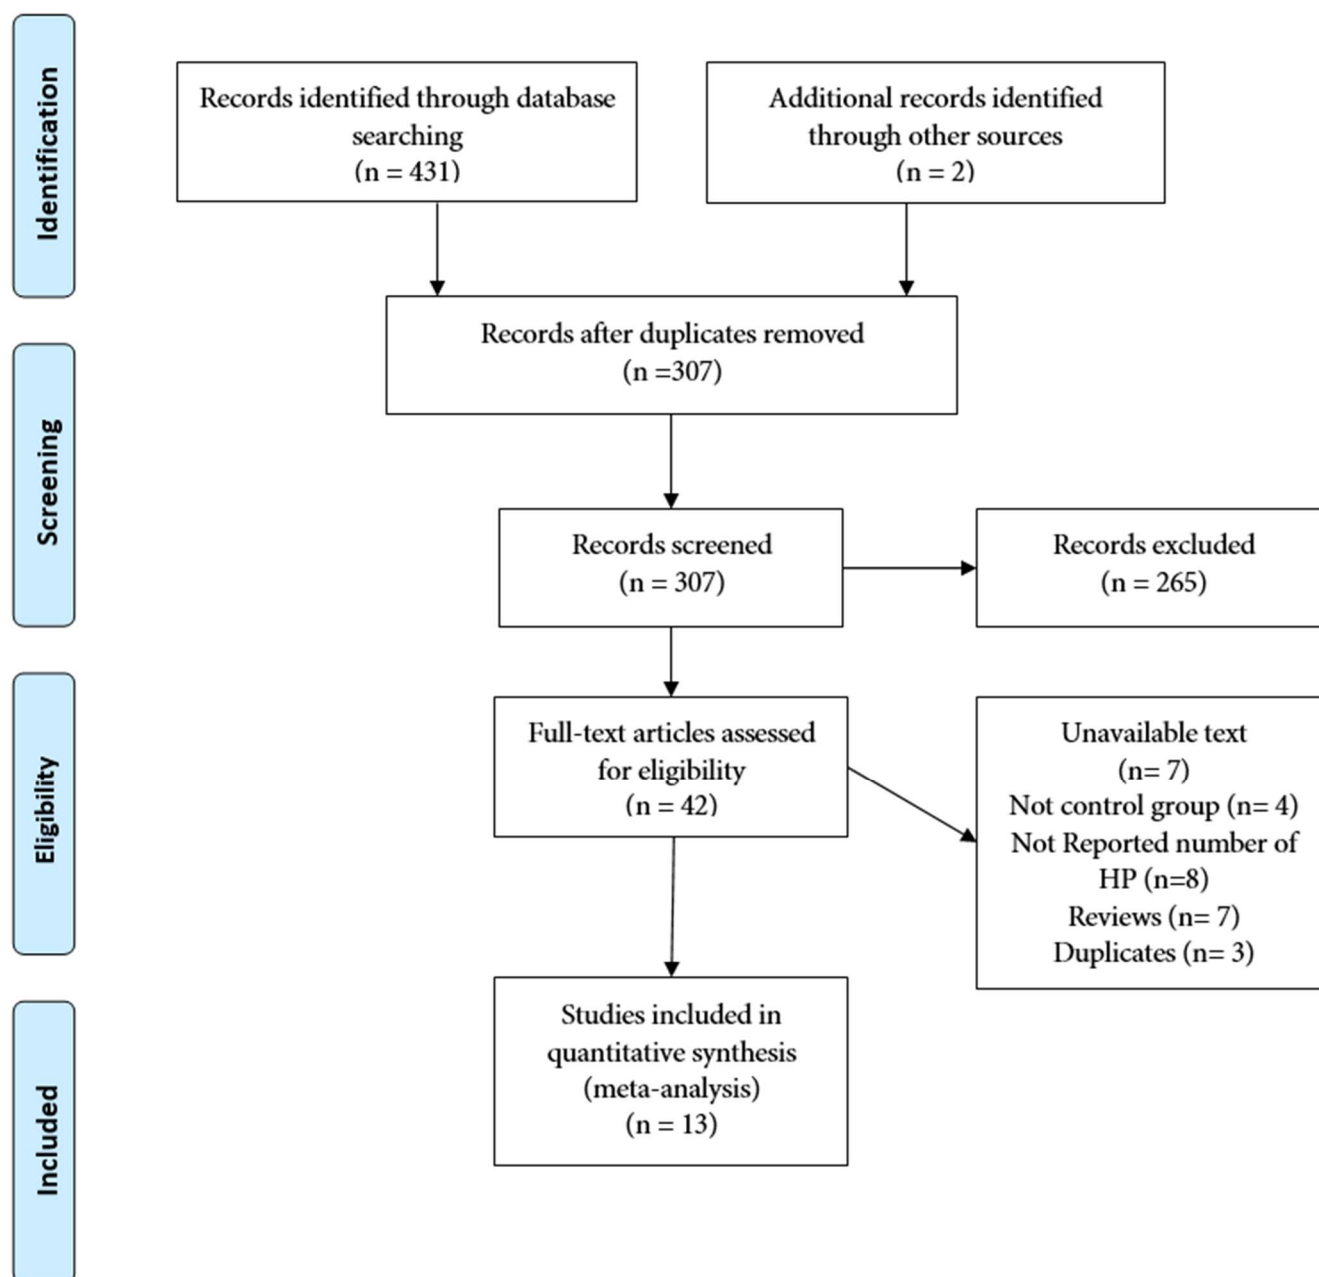 Identification
Records identified through database
searching
(n = 431)
Additional records identified
through other sources
(n = 2)
Records after duplicates removed
(n =307)
Screening
Records screened
(n = 307)
Records excluded
(n = 265)
Eligibility
Full-text articles assessed
for eligibility
(n = 42)
Unavailable text
(n= 7)
Not control group (n= 4)
Not Reported number of
HP (n=8)
Reviews (n= 7)
Duplicates (n= 3)
Included
Studies included in
quantitative synthesis
(meta-analysis)
(n = 13)